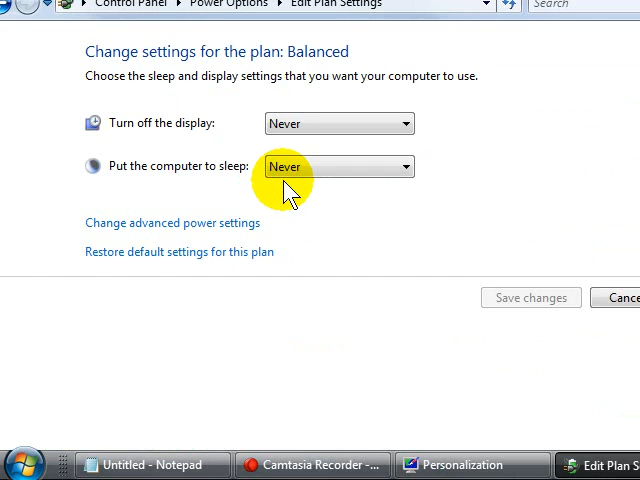 Control Panel Power Options Edit Plan Settings Search
Change settings for the plan: Balanced
Choose the sleep and display settings that you want your computer to use.
Turn off the display: Never
Put the computer to sleep: Never
Change advanced power settings
Restore default settings for this plan
Save changes Cance
Untitled - Notepad Camtasia Recorder -... Personalization Edit Plan S